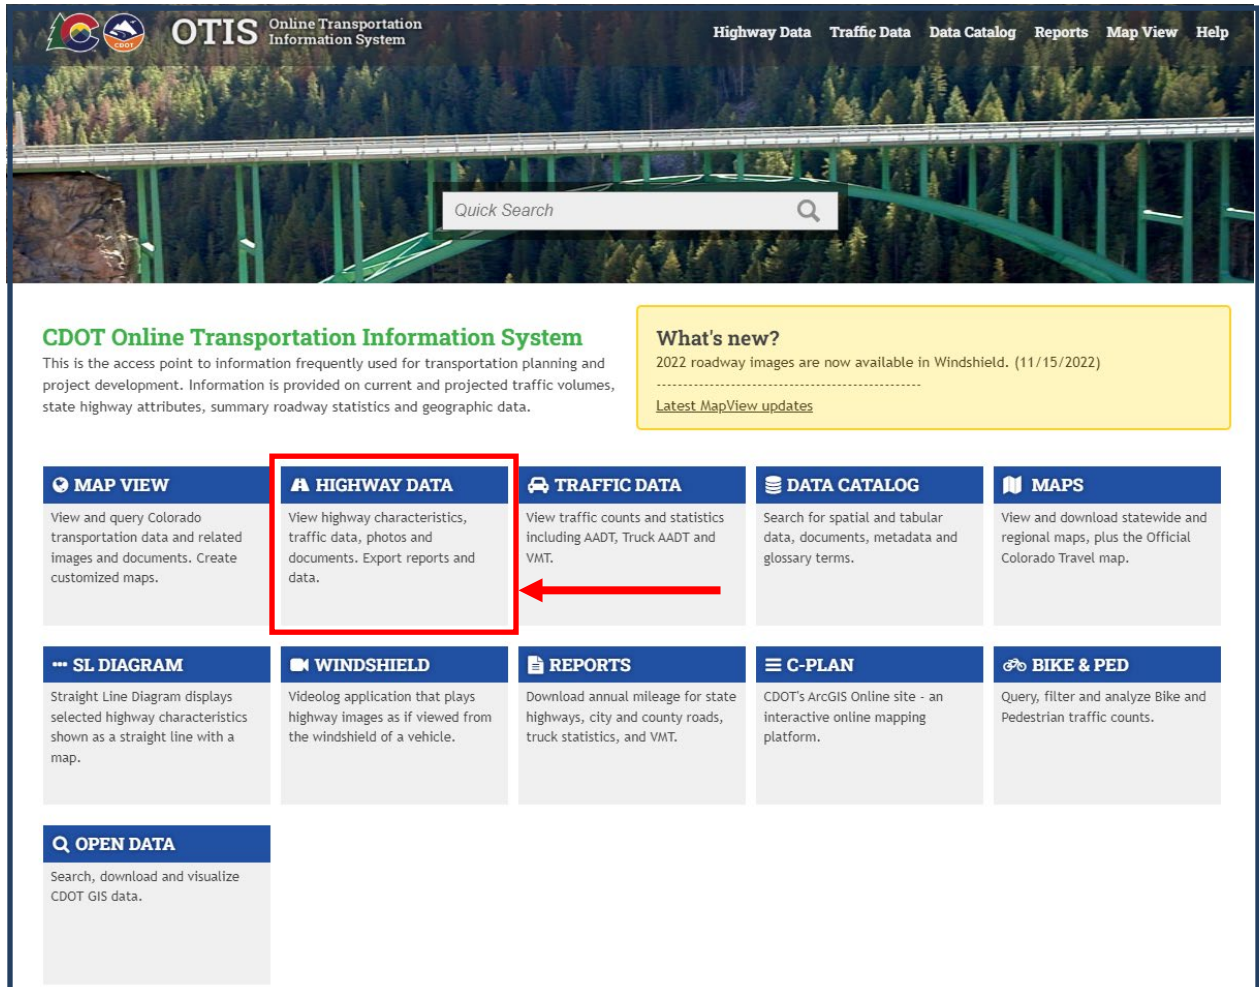 CDOT
OTIS Online Transportation
Information System
Highway Data Traffic Data Data Catalog Reports Map View Help
Quick Search
CDOT Online Transportation Information System
This is the access point to information frequently used for transportation planning and
project development. Information is provided on current and projected traffic volumes,
state highway attributes, summary roadway statistics and geographic data.
What's new?
2022 roadway images are now available in Windshield. (11/15/2022)
---------------------------------------------------
Latest MapView updates
MAP VIEW
View and query Colorado
transportation data and related
images and documents. Create
customized maps.
HIGHWAY DATA
View highway characteristics,
traffic data, photos and
documents. Export reports and
data.
TRAFFIC DATA
View traffic counts and statistics
including AADT, Truck AADT and
VMT.
DATA CATALOG
Search for spatial and tabular
data, documents, metadata and
glossary terms.
MAPS
View and download statewide and
regional maps, plus the Official
Colorado Travel map.
SL DIAGRAM
Straight Line Diagram displays
selected highway characteristics
shown as a straight line with a
map.
WINDSHIELD
Videolog application that plays
highway images as if viewed from
the windshield of a vehicle.
REPORTS
Download annual mileage for state
highways, city and county roads,
truck statistics, and VMT.
C-PLAN
CDOT's ArcGIS Online site - an
interactive online mapping
platform.
BIKE & PED
Query, filter and analyze Bike and
Pedestrian traffic counts.
OPEN DATA
Search, download and visualize
CDOT GIS data.